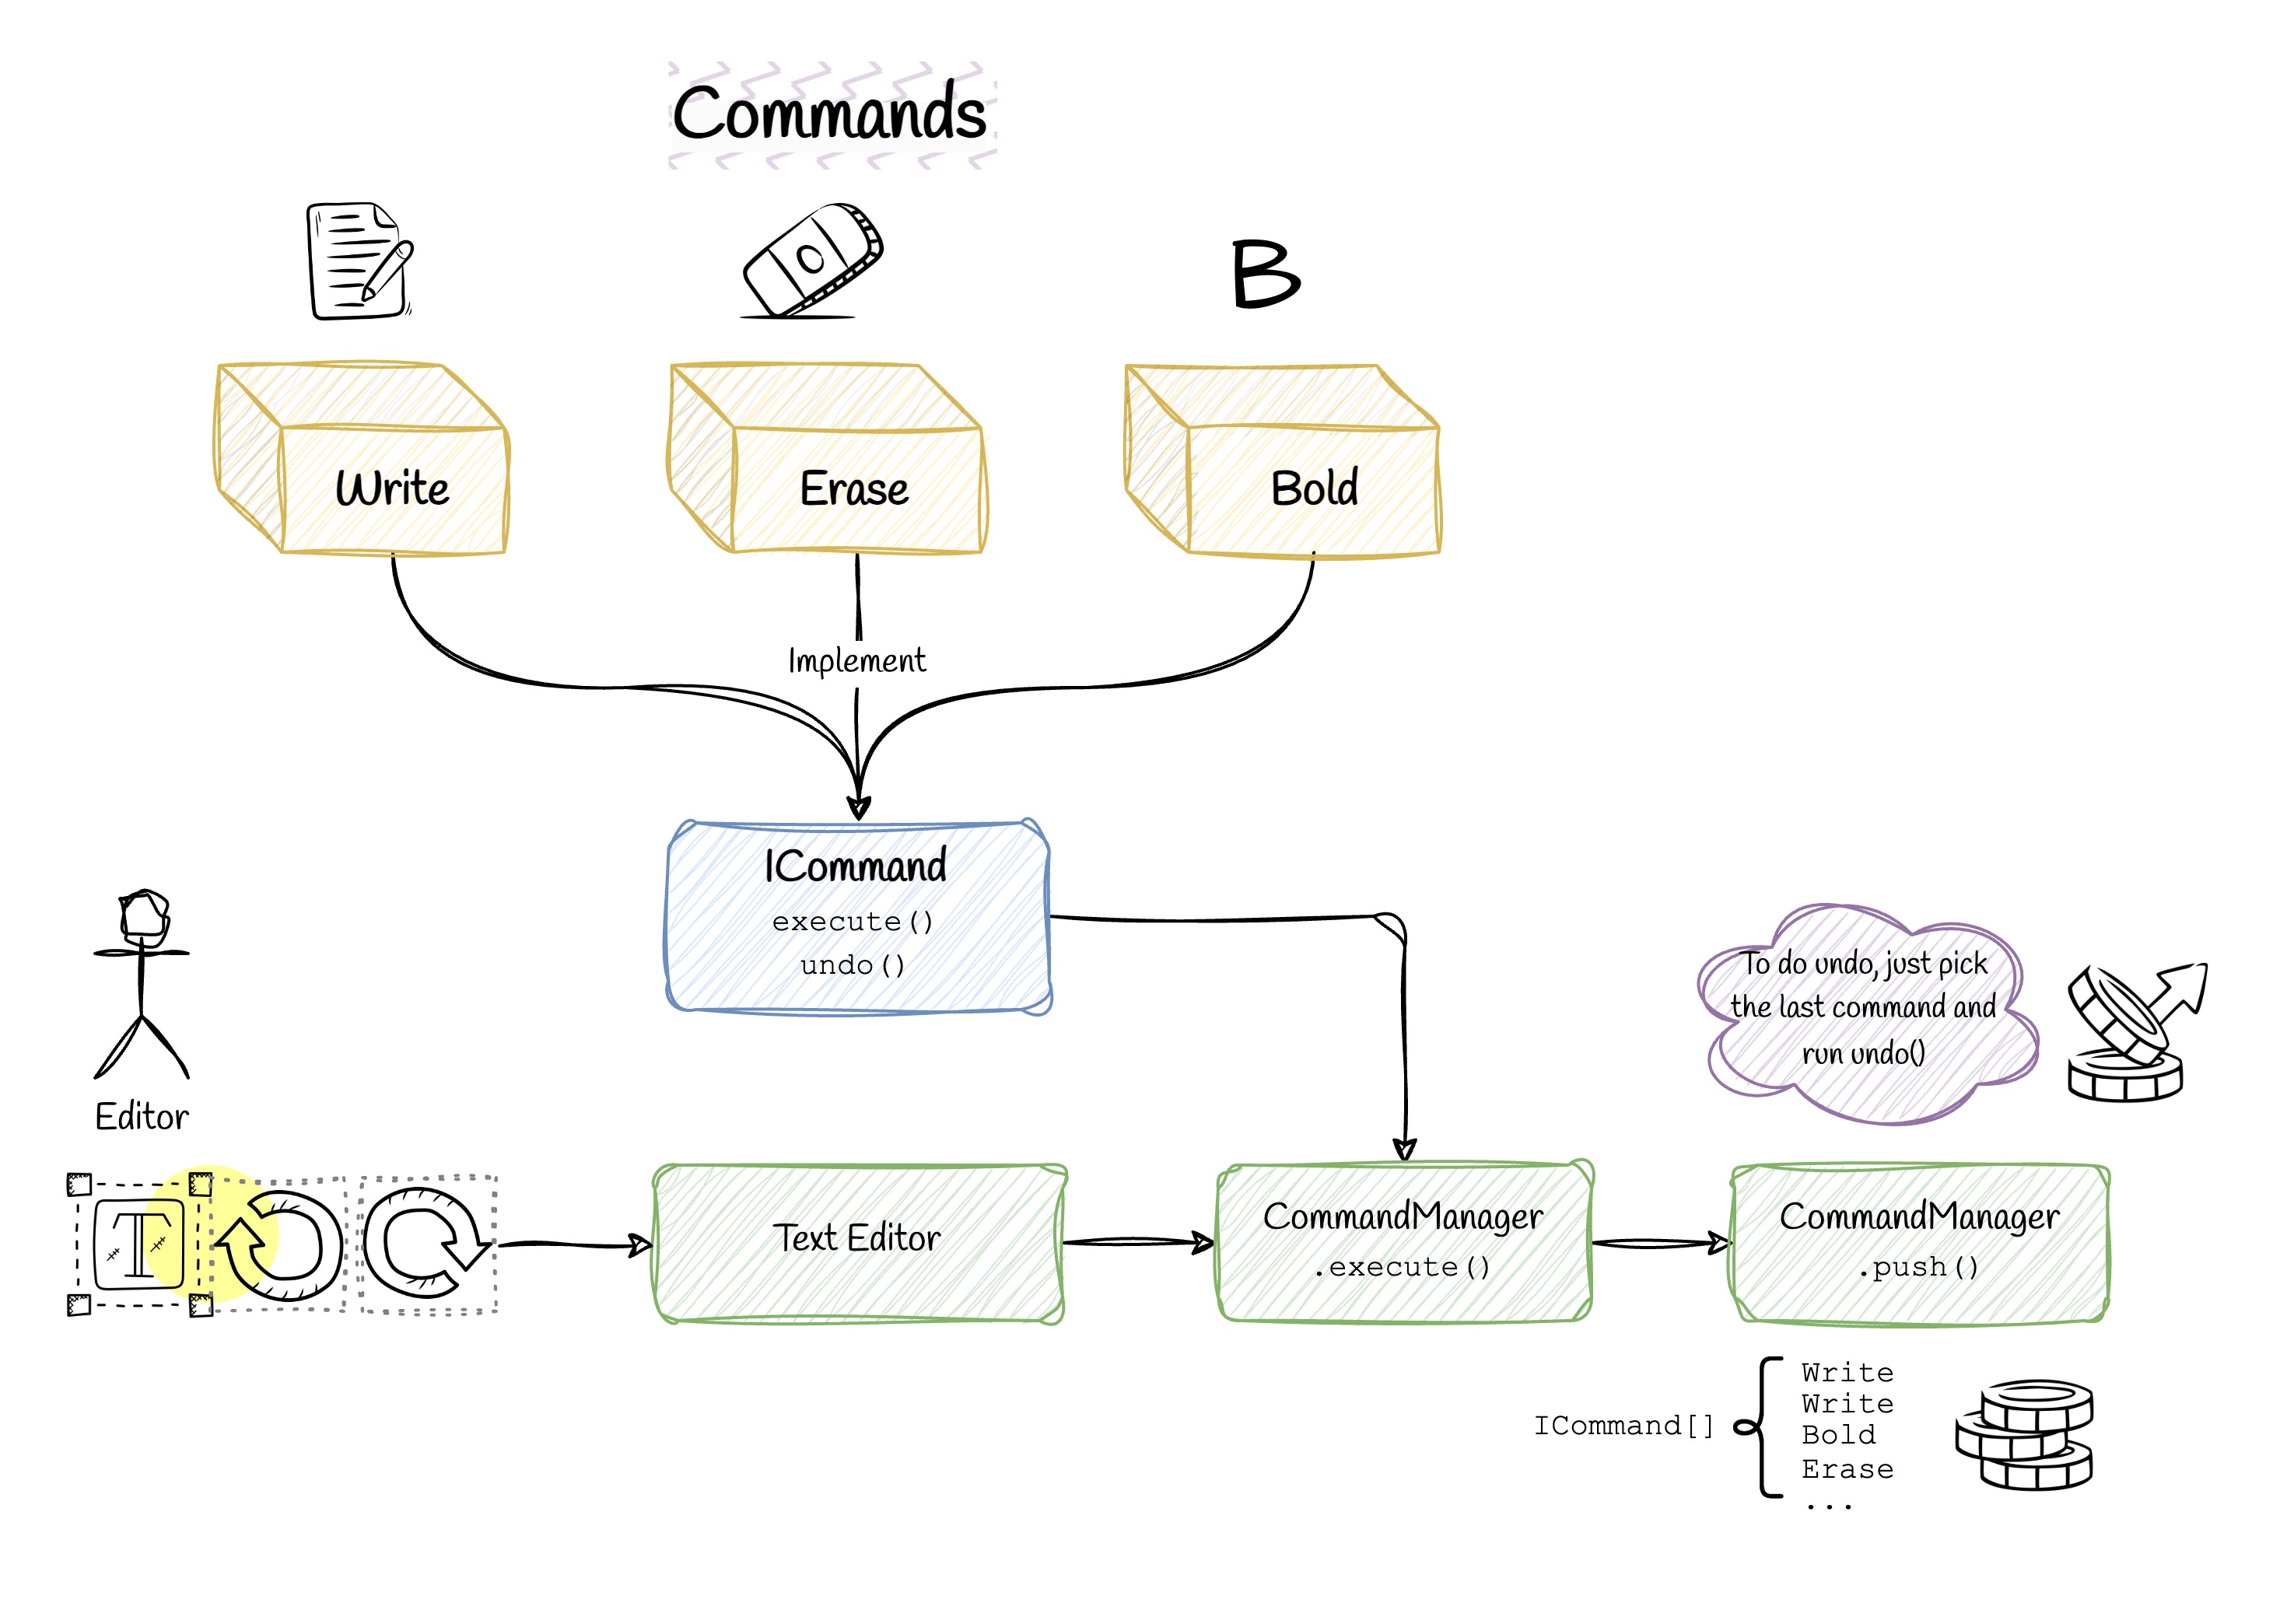 Commands
B
Write
Erase
Bold
Implement
ICommand
execute()
undo()
To do undo, just pick
the last command and
run undo()
Editor
T
Text Editor
CommandManager
.execute()
CommandManager
.push()
ICommand[]
Write
Write
Bold
Erase
...